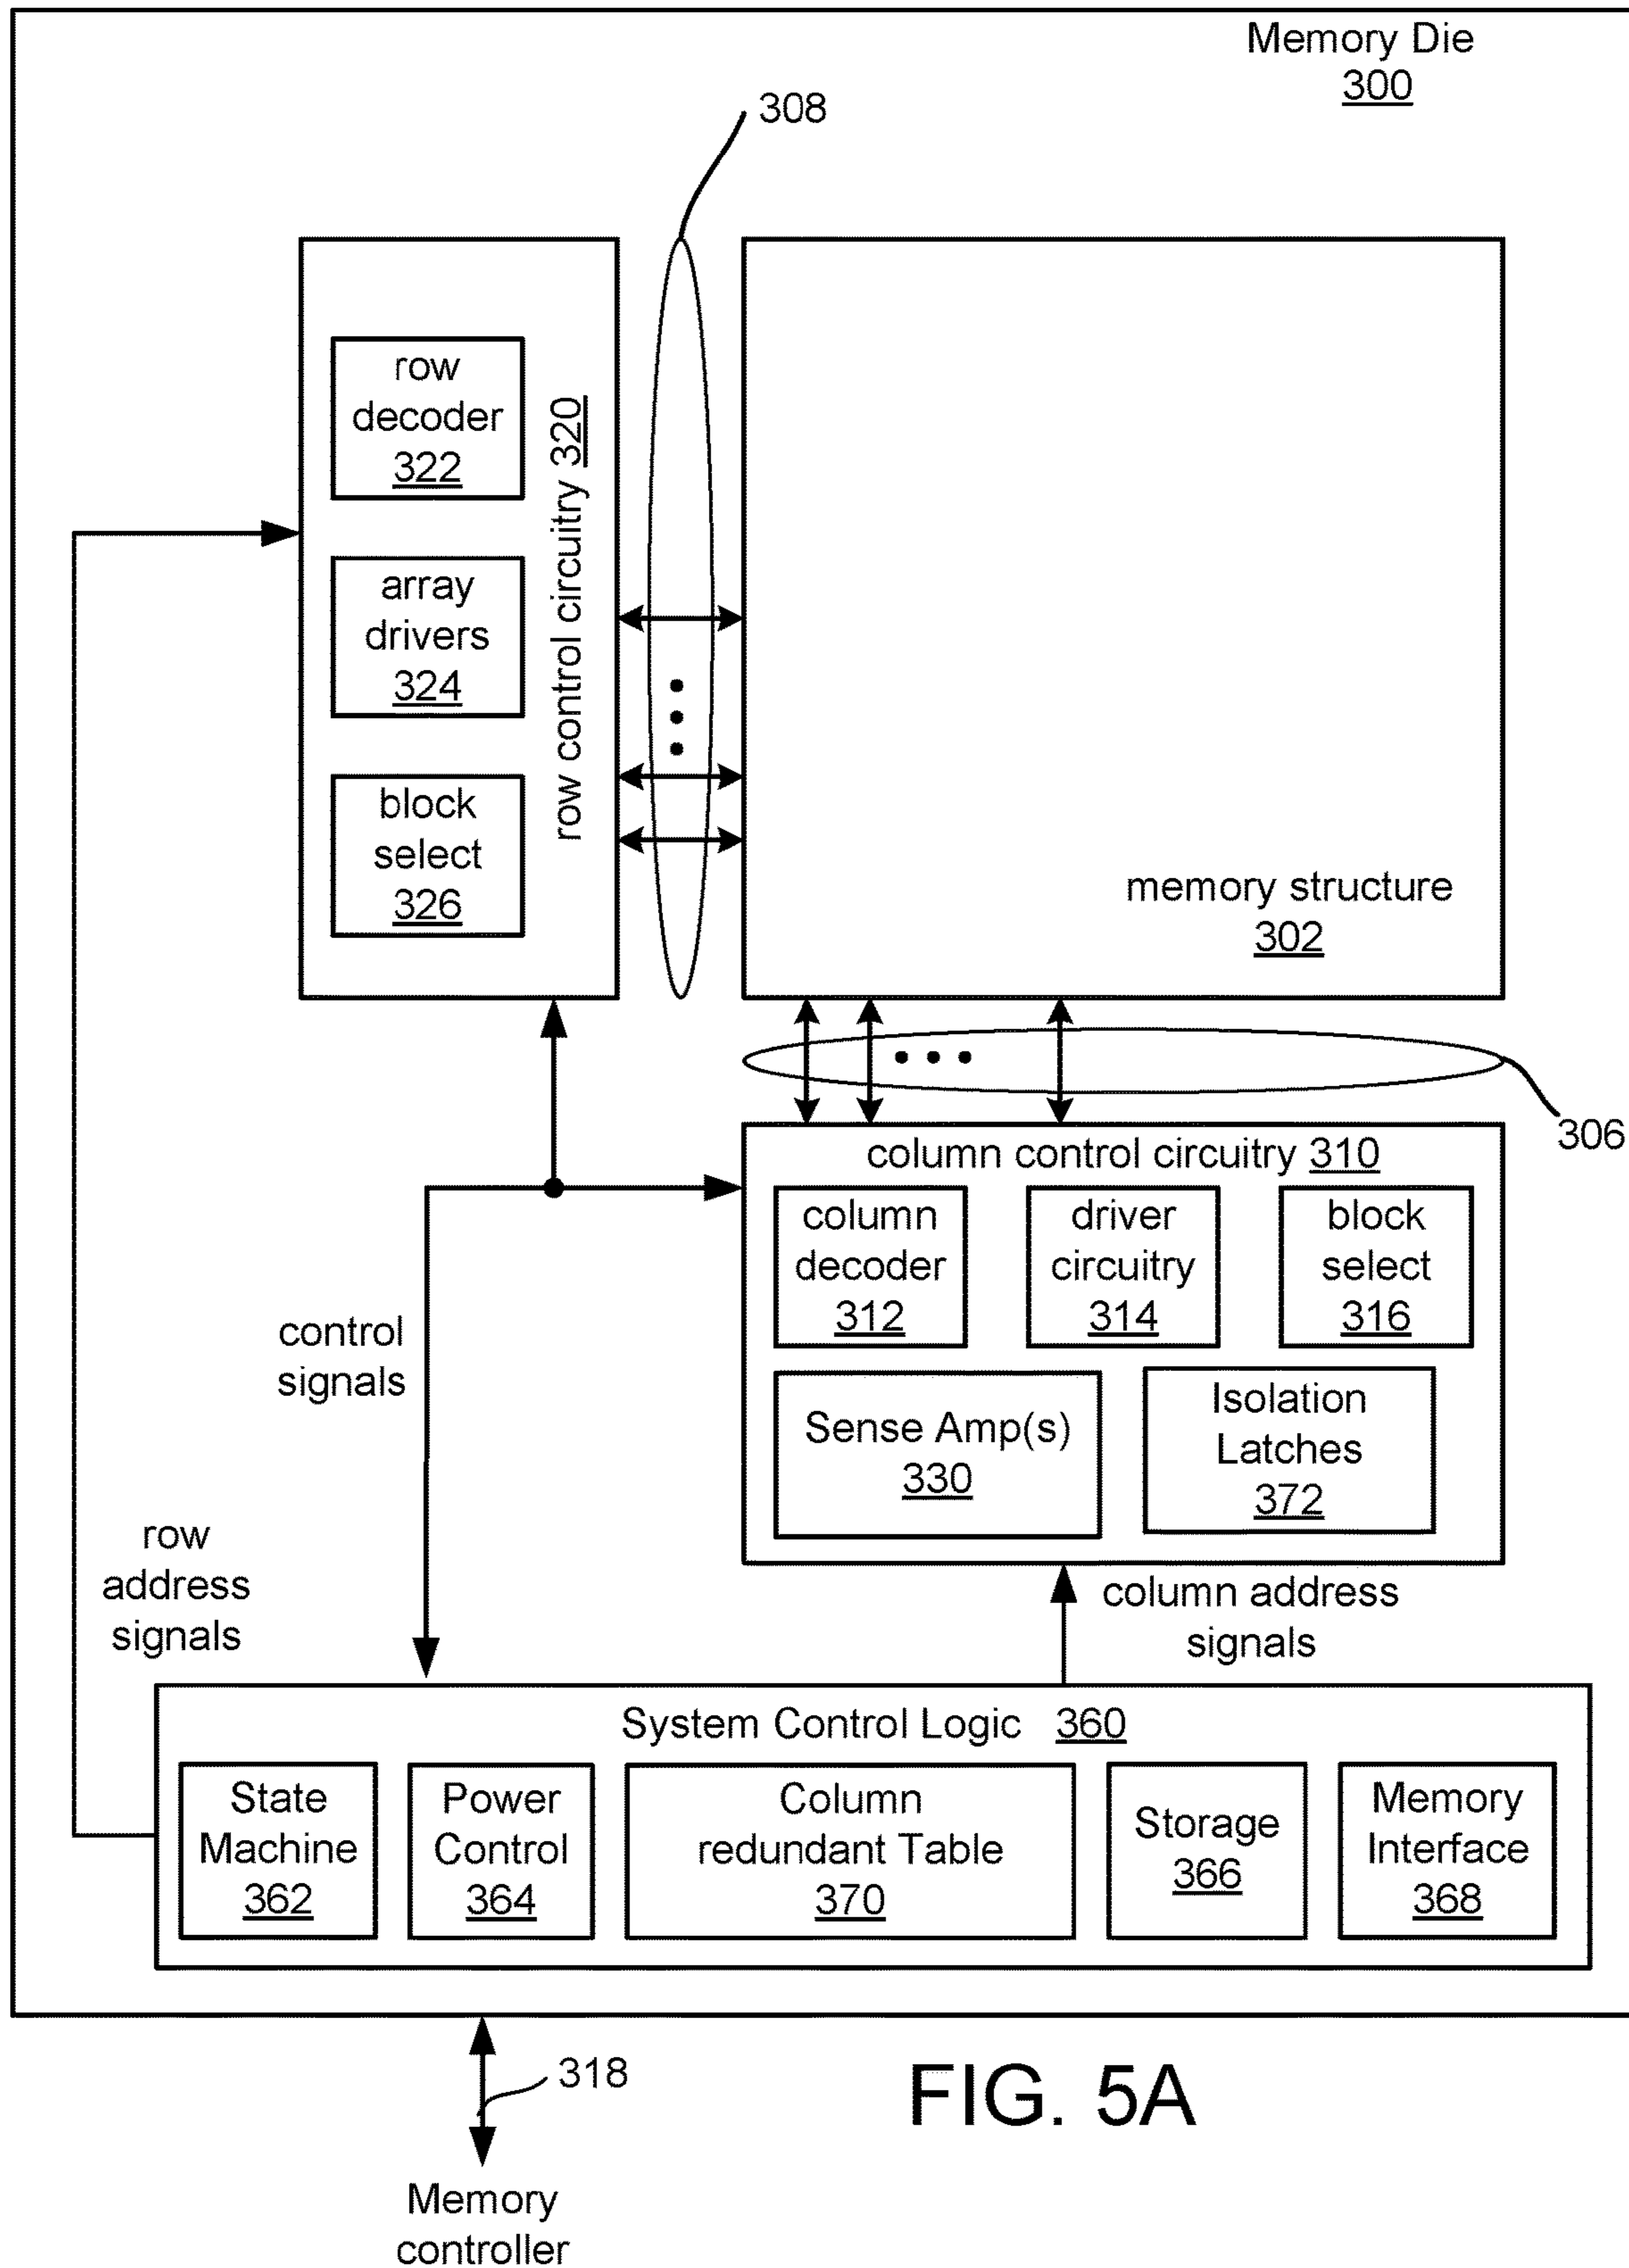 Memory Die
300
308
row
decoder
322
array
drivers
324
block
select
326
row control circuitry 320
memory structure
302
306
column control circuitry 310
column
decoder
312
driver
circuitry
314
block
select
316
Sense Amp(s)
330
Isolation
Latches
372
control
signals
row
address
signals
column address
signals
System Control Logic 360
State
Machine
362
Power
Control
364
Column
redundant Table
370
Storage
366
Memory
Interface
368
318
FIG. 5A
Memory
controller